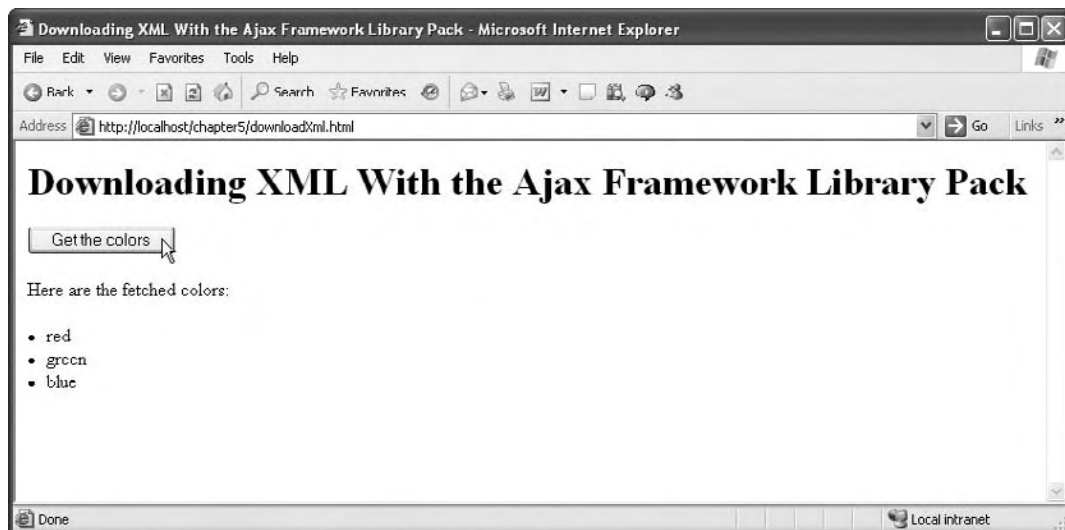 Downloading XML With the Ajax Framework Library Pack - Microsoft Internet Explorer
File Edit View Favorites Tools Help
Back Search Favorites
Address http://localhost/chapter5/downloadXml.html Go Links »
Downloading XML With the Ajax Framework Library Pack
Get the colors
Here are the fetched colors:
• red
• green
• blue
Done Local intranet